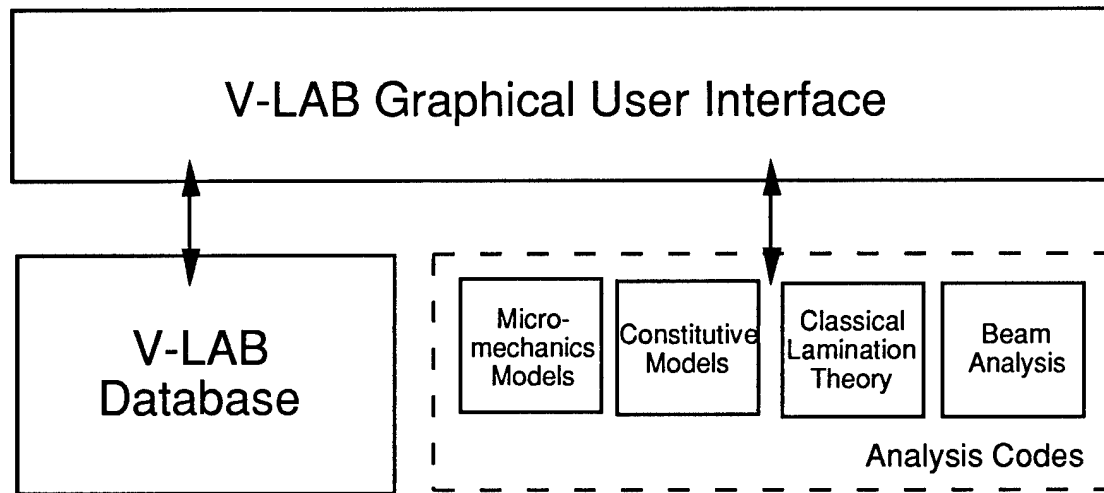 V-LAB Graphical User Interface
V-LAB
Database
Micro-
mechanics
Models
Constitutive
Models
Classical
Lamination
Theory
Beam
Analysis
Analysis Codes